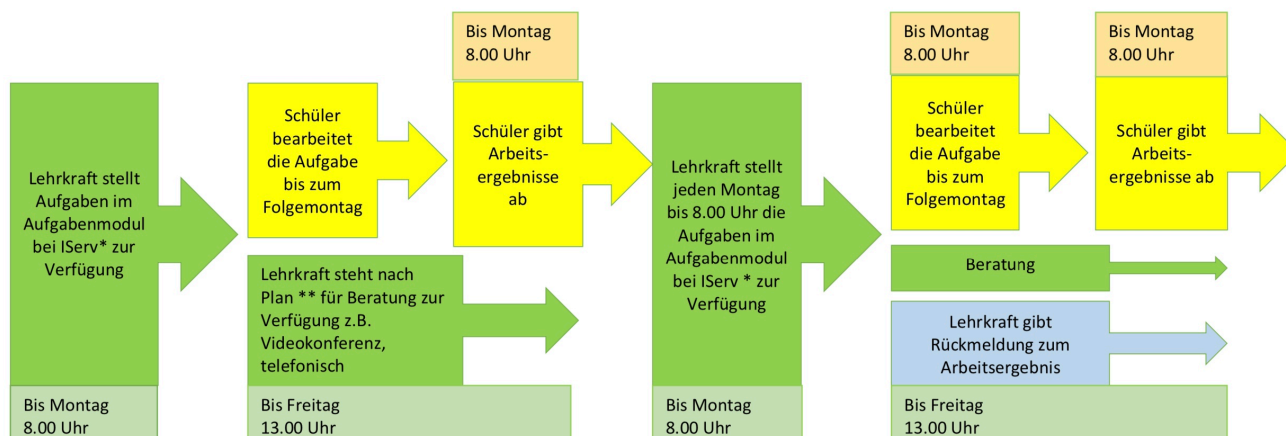 Lehrkraft stellt
Aufgaben im
Aufgabenmodul
bei IServ* zur
Verfügung
Bis Montag
8.00 Uhr
Schüler
bearbeitet
die Aufgabe
bis zum
Folgemontag
Bis Montag
8.00 Uhr
Schüler gibt
Arbeits-
ergebnisse
ab
Lehrkraft steht nach
Plan ** für Beratung zur
Verfügung z.B.
Videokonferenz,
telefonisch
Bis Freitag
13.00 Uhr
Lehrkraft stellt
jeden Montag
bis 8.00 Uhr die
Aufgaben im
Aufgabenmodul
bei IServ * zur
Verfügung
Bis Montag
8.00 Uhr
Bis Montag
8.00 Uhr
Schüler
bearbeitet
die Aufgabe
bis zum
Folgemontag
Bis Montag
8.00 Uhr
Schüler gibt
Arbeits-
ergebnisse ab
Beratung
Lehrkraft gibt
Rückmeldung zum
Arbeitsergebnis
Bis Freitag
13.00 Uhr